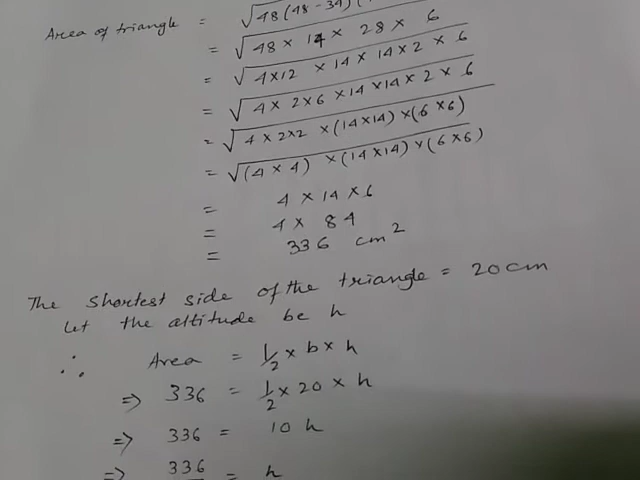 Area of triangle = √48(48-34)(
= √48 × 14 × 28 × 6
= √4×12 × 14 × 14 × 2 × 6
= √4 × 2×6 × 14 × 14 × 2 × 6
= √4 × 2×2 × (14×14) × (6×6)
= √(4 × 4) × (14×14) × (6×6)
= 4 × 14 × 6
= 4 × 84
= 336 cm²
The shortest side of the triangle = 20cm
Let the altitude be h
∴ Area = 1/2 × b × h
⇒ 336 = 1/2 × 20 × h
⇒ 336 = 10 h
⇒ 336 = h